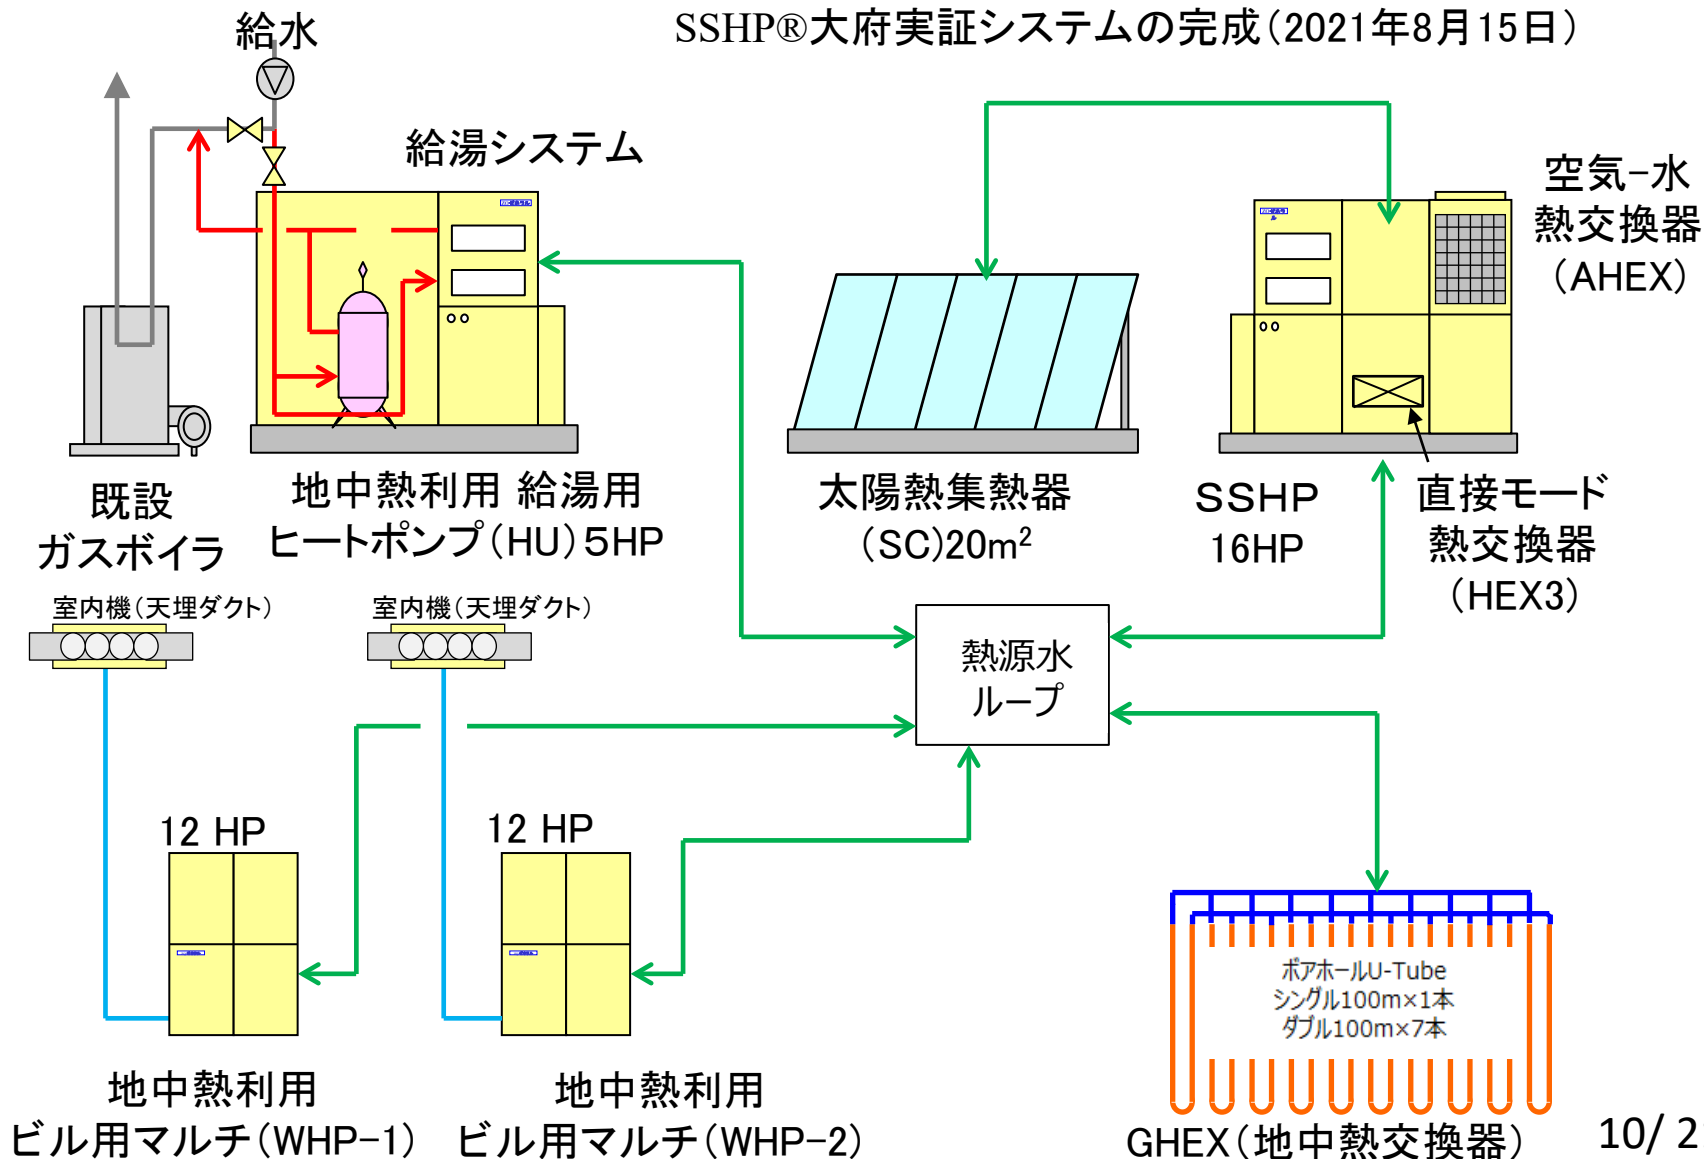 SSHP®大府実証システムの完成(2021年8月15日)
給水
給湯システム
空気-水
熱交換器
(AHEX)
既設
ガスボイラ
地中熱利用 給湯用
ヒートポンプ(HU)5HP
太陽熱集熱器
(SC)20m²
SSHP
16HP
直接モード
熱交換器
(HEX3)
室内機(天埋ダクト)
室内機(天埋ダクト)
熱源水
ループ
12 HP
12 HP
ボアホールU-Tube
シングル100m×1本
ダブル100m×7本
地中熱利用
ビル用マルチ(WHP-1)
地中熱利用
ビル用マルチ(WHP-2)
GHEX(地中熱交換器)
10/ 2